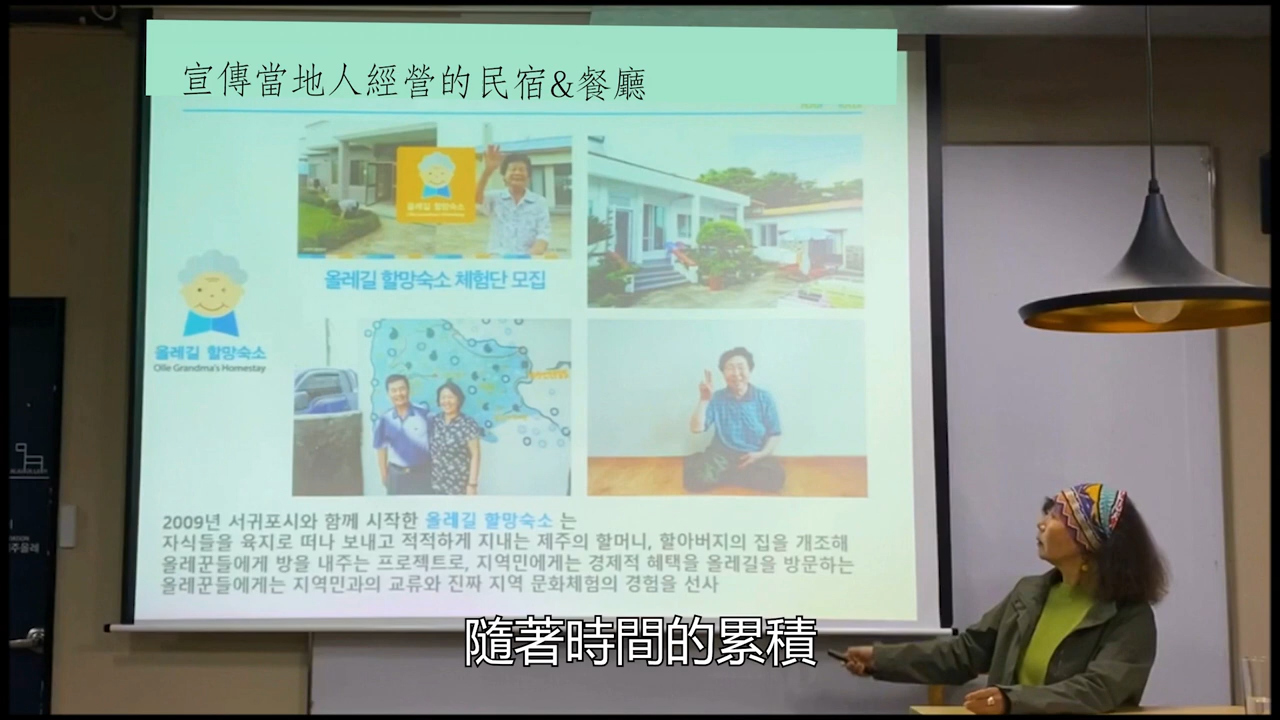 宣傳當地人經營的民宿&餐廳
올레길 할망숙소
올레길 할망숙소 체험단 모집
올레길 할망숙소
Olle Grandma's Homestay
2009년 서귀포시와 함께 시작한 올레길 할망숙소 는
자식들을 육지로 떠나 보내고 적적하게 지내는 제주의 할머니, 할아버지의 집을 개조해
올레꾼들에게 방을 내주는 프로젝트로, 지역민에게는 경제적 혜택을 올레길을 방문하는
올레꾼들에게는 지역민과의 교류와 진짜 지역 문화체험의 경험을 선사
주올레
隨著時間的累積